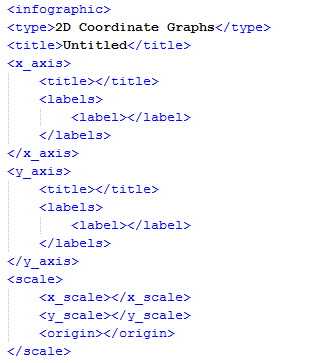 <infographic>
<type>2D Coordinate Graphs</type>
<title>Untitled</title>
<x_axis>
<title></title>
<labels>
<label></label>
</labels>
</x_axis>
<y_axis>
<title></title>
<labels>
<label></label>
</labels>
</y_axis>
<scale>
<x_scale></x_scale>
<y_scale></y_scale>
<origin></origin>
</scale>